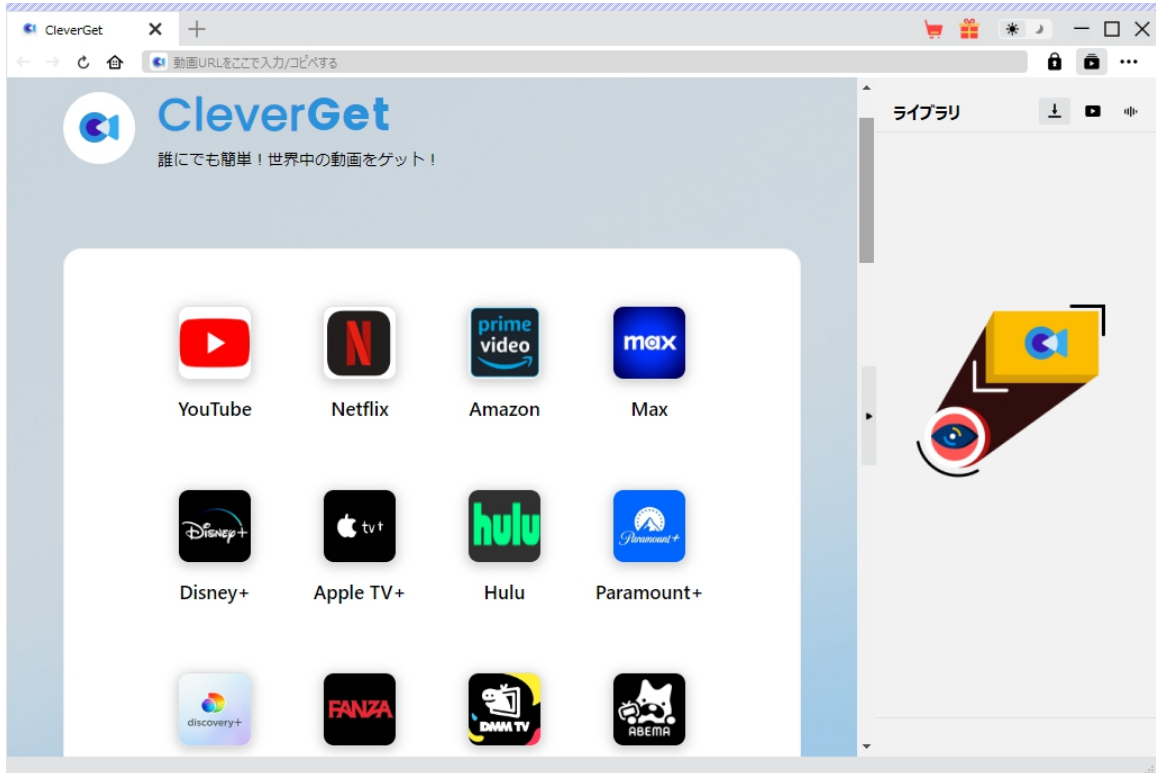 CleverGet
動画URLをここで入力/コピペする
CleverGet
誰にでも簡単！世界中の動画をゲット！
ライブラリ
prime video
max
YouTube Netflix Amazon Max
Disney+ tv+ hulu Paramount+
Disney+ Apple TV+ Hulu Paramount+
discovery+ FANZA DMM TV ABEMA